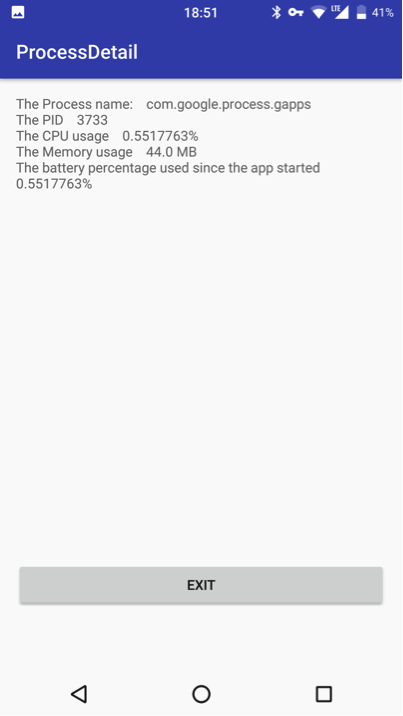 18:51 LTE 41%
ProcessDetail
The Process name: com.google.process.gapps
The PID 3733
The CPU usage 0.5517763%
The Memory usage 44.0 MB
The battery percentage used since the app started
0.5517763%
EXIT